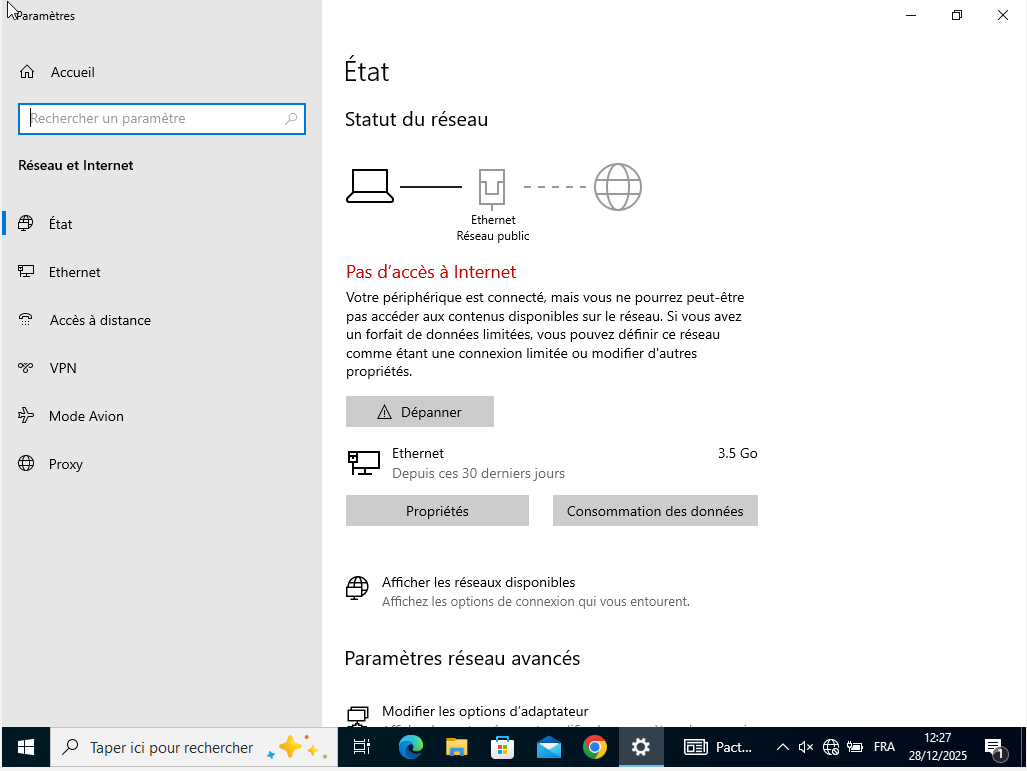 Paramètres
Accueil
Rechercher un paramètre
Réseau et Internet
État
Ethernet
Accès à distance
VPN
Mode Avion
Proxy
État
Statut du réseau
Ethernet
Réseau public
Pas d’accès à Internet
Votre périphérique est connecté, mais vous ne pourrez peut-être
pas accéder aux contenus disponibles sur le réseau. Si vous avez
un forfait de données limitées, vous pouvez définir ce réseau
comme étant une connexion limitée ou modifier d'autres
propriétés.
Dépanner
Ethernet
3.5 Go
Depuis ces 30 derniers jours
Propriétés
Consommation des données
Afficher les réseaux disponibles
Affichez les options de connexion qui vous entourent.
Paramètres réseau avancés
Modifier les options d’adaptateur
Taper ici pour rechercher
Pact...
FRA
12:27
28/12/2025
1